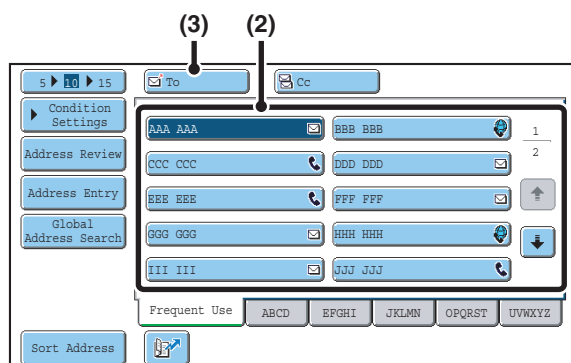 (3) (2)
5 10 15 To Cc
Condition
Settings
Address Review
Address Entry
Global
Address Search
Sort Address
AAA AAA BBB BBB
CCC CCC DDD DDD
EEE EEE FFF FFF
GGG GGG HHH HHH
III III JJJ JJJ
1
2
Frequent Use ABCD EFGHI JKLMN OPQRST UVWXYZ